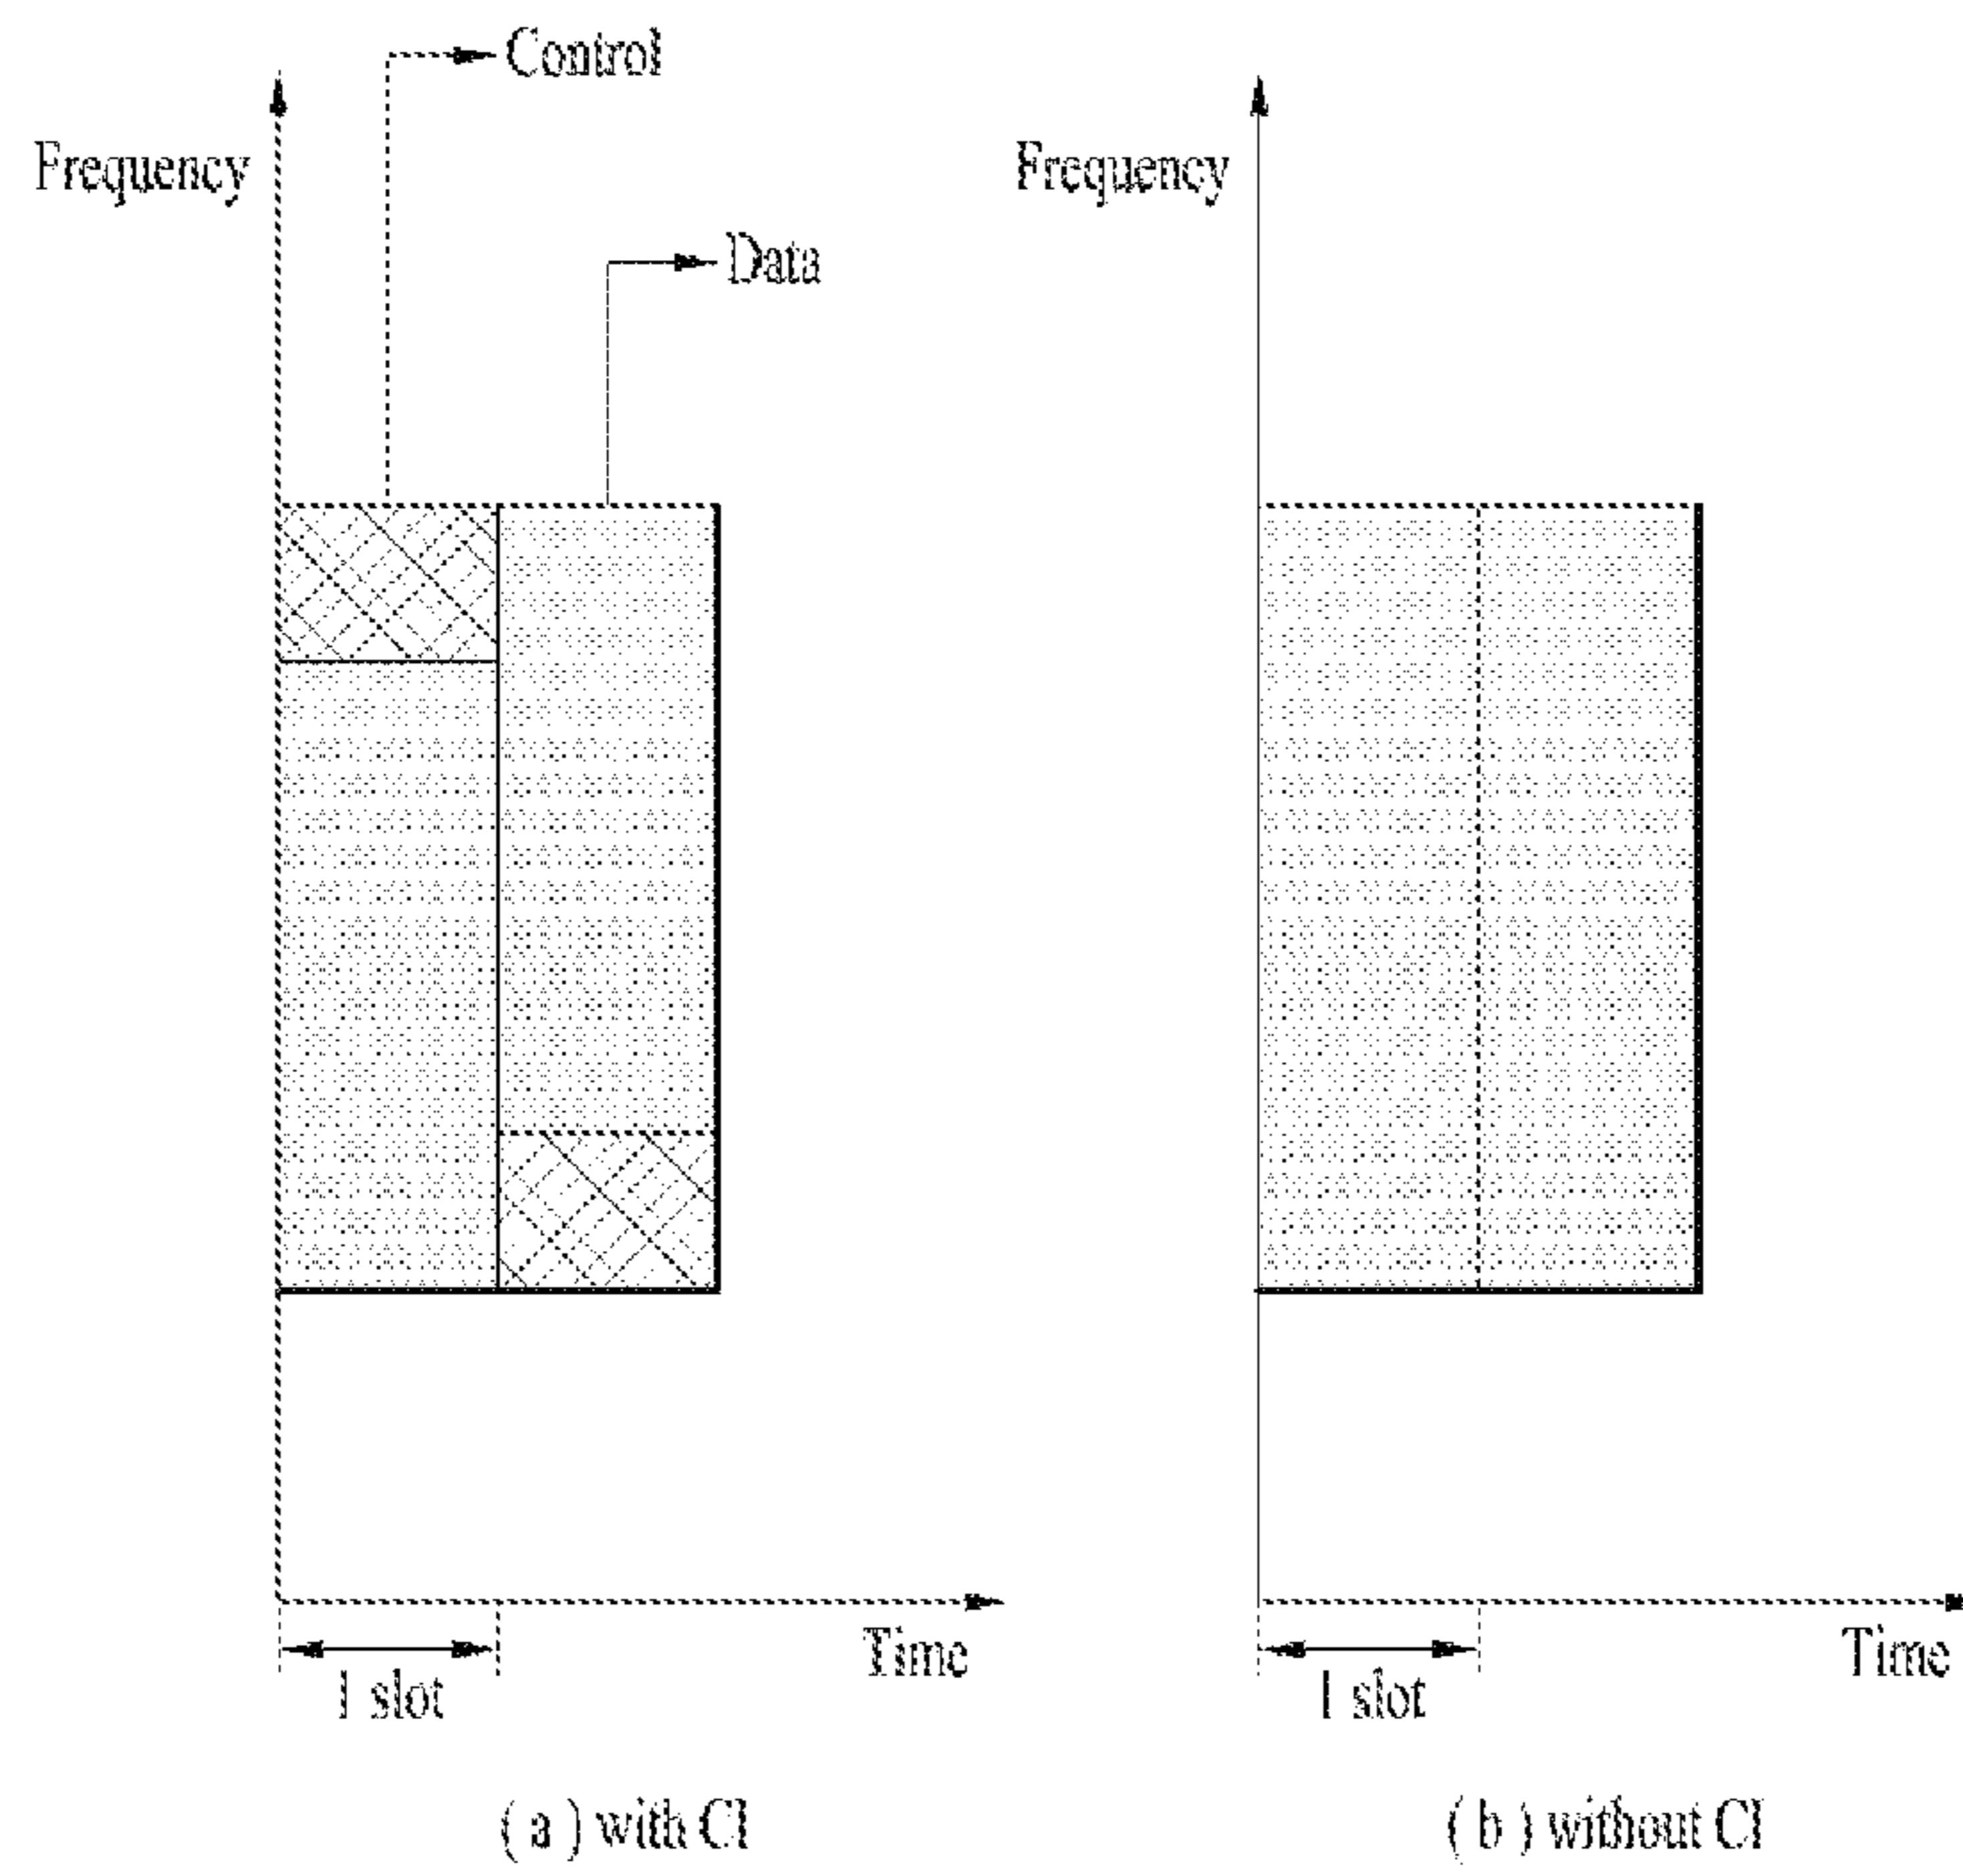 Control
Frequency
Data
Time
1 slot
( a ) with CI
Frequency
Time
1 slot
( b ) without CI